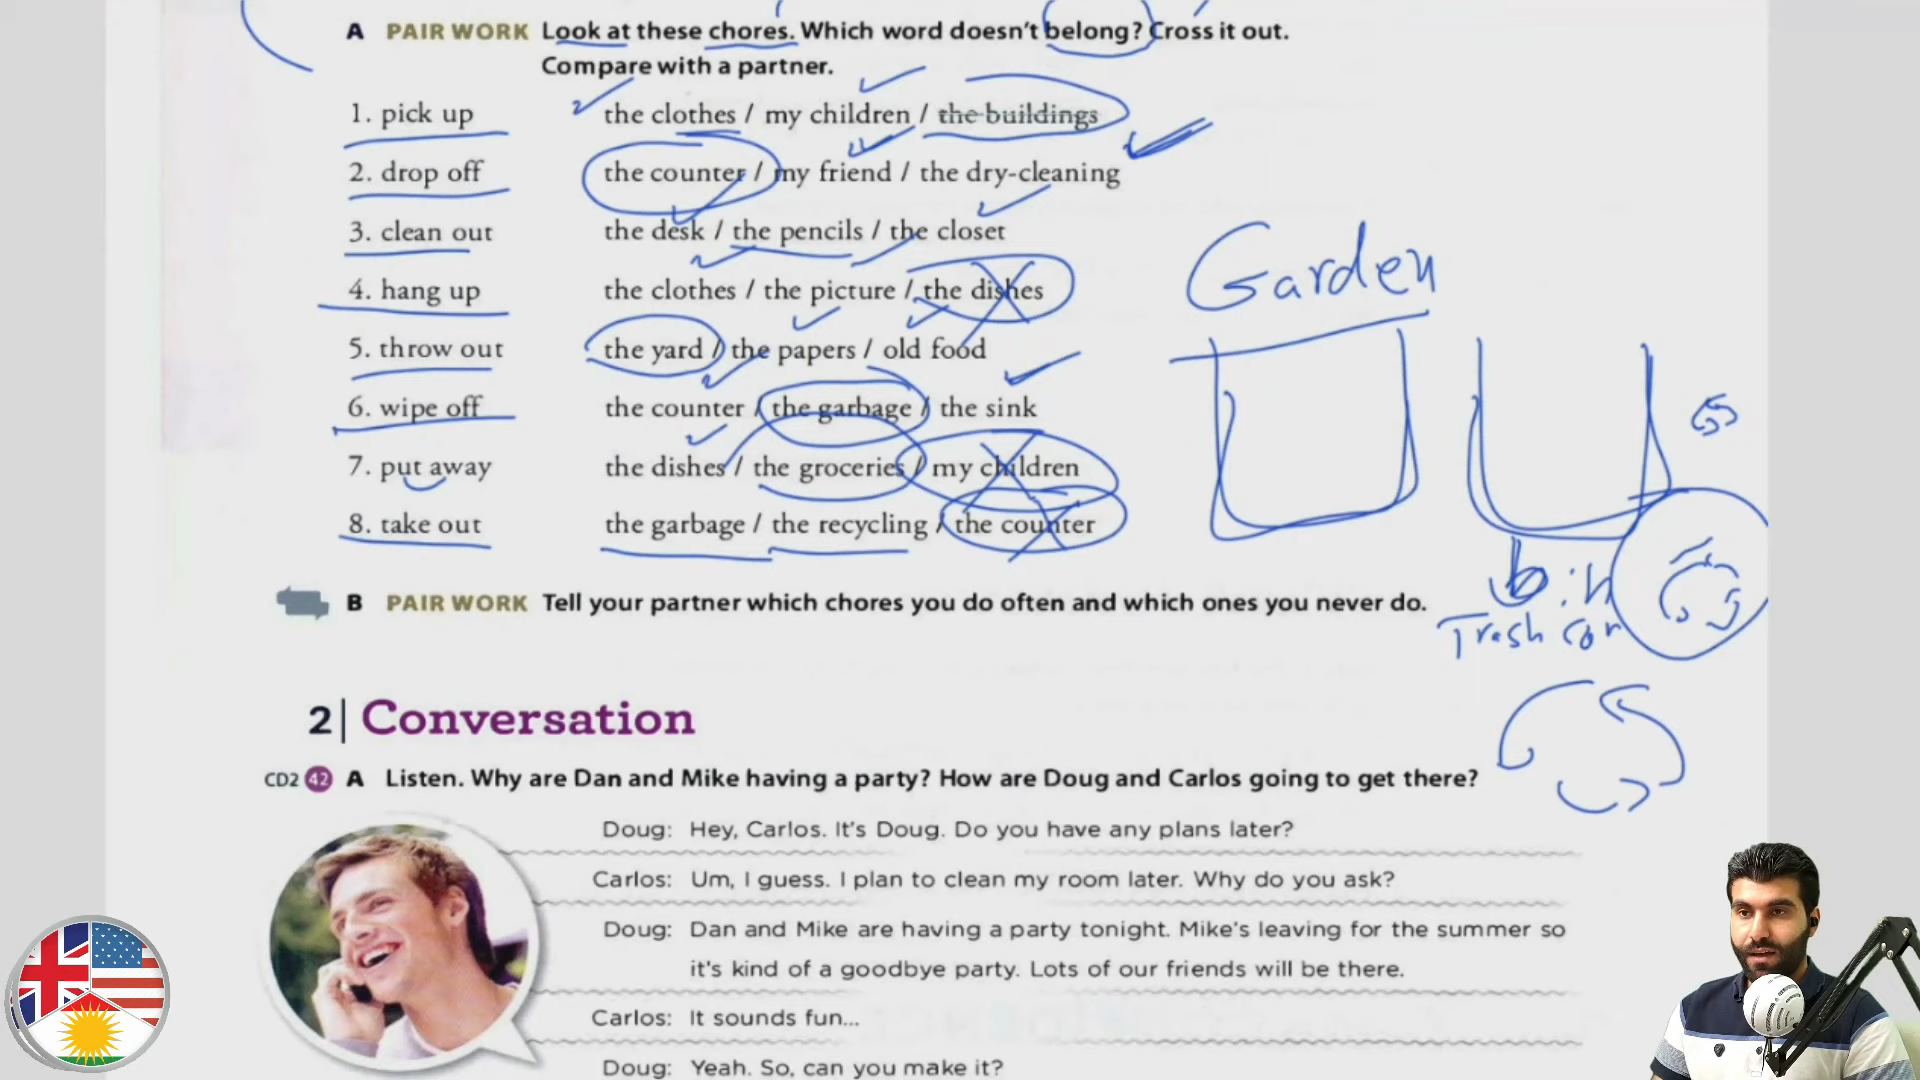 A PAIR WORK Look at these chores. Which word doesn't belong? Cross it out.
Compare with a partner.
1. pick up the clothes / my children / the buildings
2. drop off the counter / my friend / the dry-cleaning
3. clean out the desk / the pencils / the closet
4. hang up the clothes / the picture / the dishes
5. throw out the yard / the papers / old food
6. wipe off the counter / the garbage / the sink
7. put away the dishes / the groceries / my children
8. take out the garbage / the recycling / the counter
Garden
bin
Trash can
B PAIR WORK Tell your partner which chores you do often and which ones you never do.
2 | Conversation
CD2 42 A Listen. Why are Dan and Mike having a party? How are Doug and Carlos going to get there?
Doug: Hey, Carlos. It's Doug. Do you have any plans later?
Carlos: Um, I guess. I plan to clean my room later. Why do you ask?
Doug: Dan and Mike are having a party tonight. Mike's leaving for the summer so
it's kind of a goodbye party. Lots of our friends will be there.
Carlos: It sounds fun...
Doug: Yeah. So, can you make it?